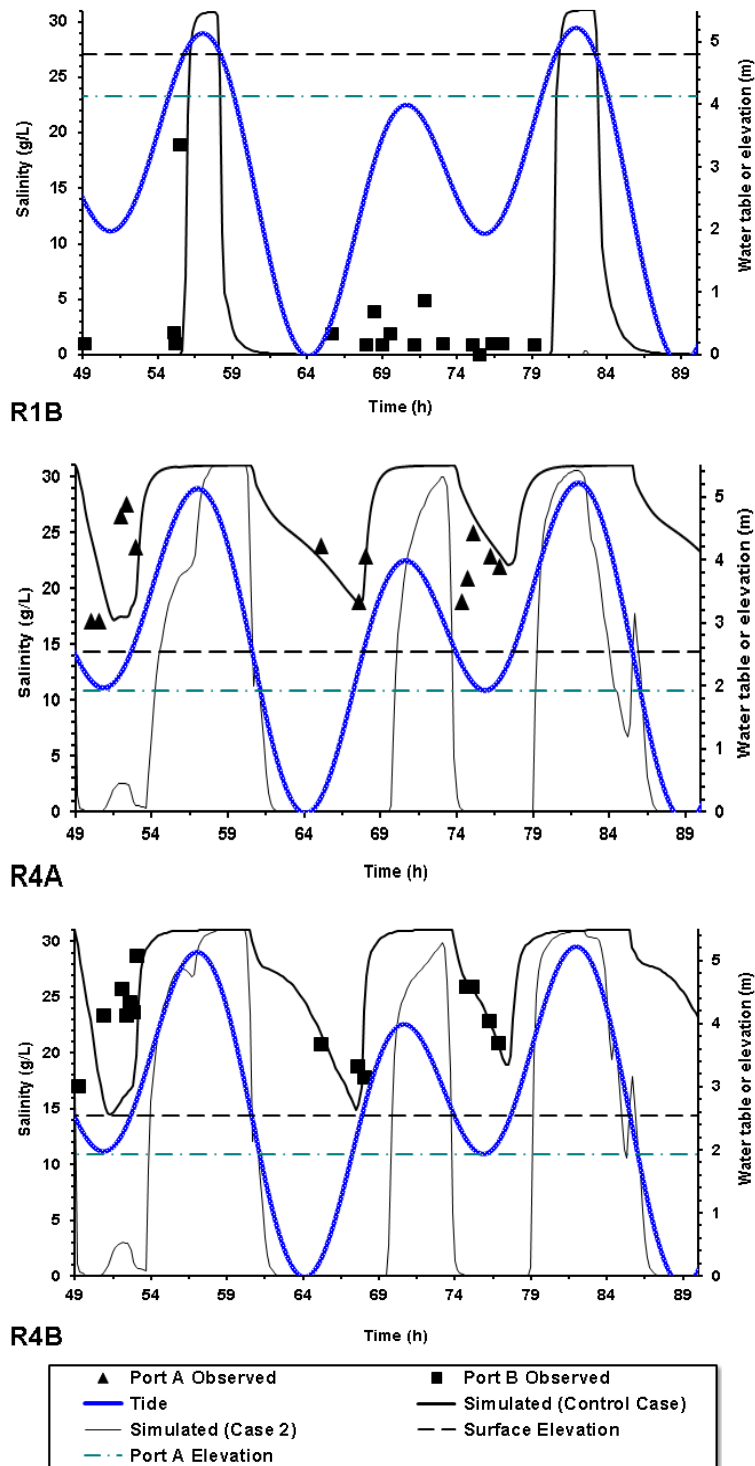 30
25
20
15
10
5
0
Salinity (g/L)
5
4
3
2
1
0
Water table or elevation (m)
49 54 59 64 69 74 79 84 89
Time (h)
R1B
30
25
20
15
10
5
0
Salinity (g/L)
5
4
3
2
1
0
Water table or elevation (m)
49 54 59 64 69 74 79 84 89
Time (h)
R4A
30
25
20
15
10
5
0
Salinity (g/L)
5
4
3
2
1
0
Water table or elevation (m)
49 54 59 64 69 74 79 84 89
Time (h)
R4B
Port A Observed Port B Observed
Tide Simulated (Control Case)
Simulated (Case 2) Surface Elevation
Port A Elevation